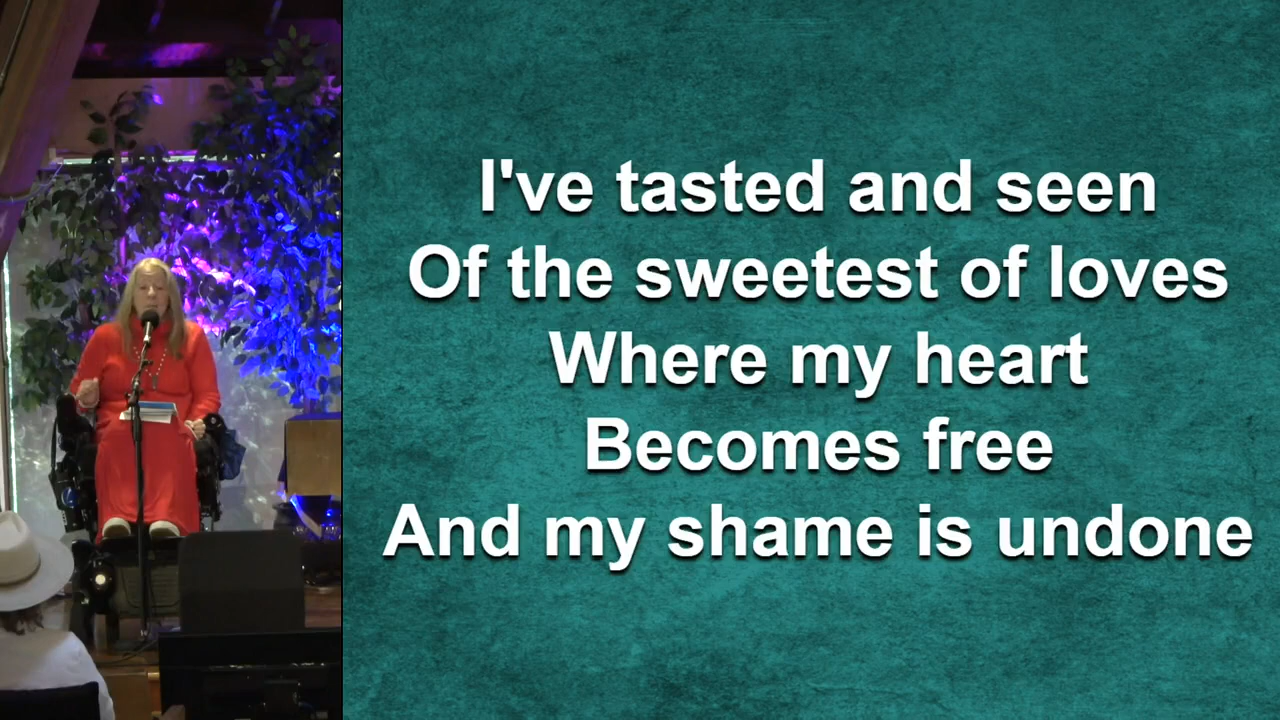 I've tasted and seen
Of the sweetest of loves
Where my heart
Becomes free
And my shame is undone